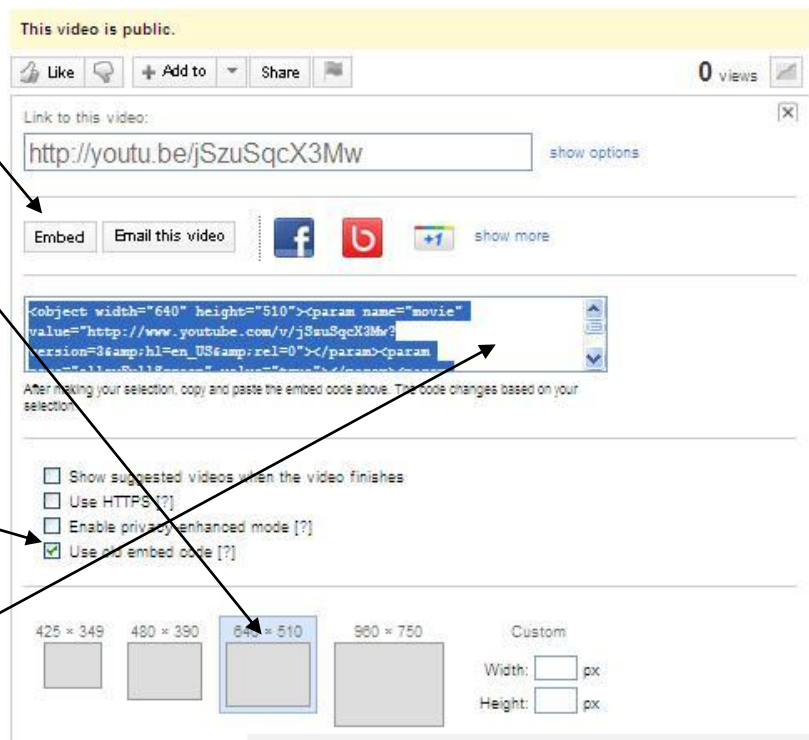 This video is public.
Like Add to Share 0 views
Link to this video:
http://youtu.be/jSzuSqcX3Mw show options
Embed Email this video f b +1 show more
<object width="640" height="510"><param name="movie"
value="http://www.youtube.com/v/jSzuSqcX3Mw?
version=3&amp;hl=en_US&amp;rel=0"></param><param
After making your selection, copy and paste the embed code above. The code changes based on your
selection.
Show suggested videos when the video finishes
Use HTTPS [?]
Enable privacy-enhanced mode [?]
Use old embed code [?]
425 × 349 480 × 390 640 × 510 960 × 750 Custom
Width: px
Height: px